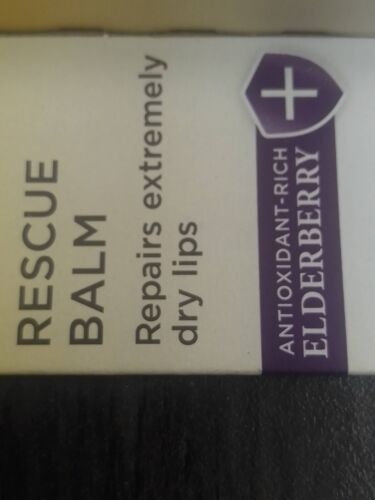 RESCUE
BALM
Repairs extremely
dry lips
ANTIOXIDANT-RICH
ELDERBERRY